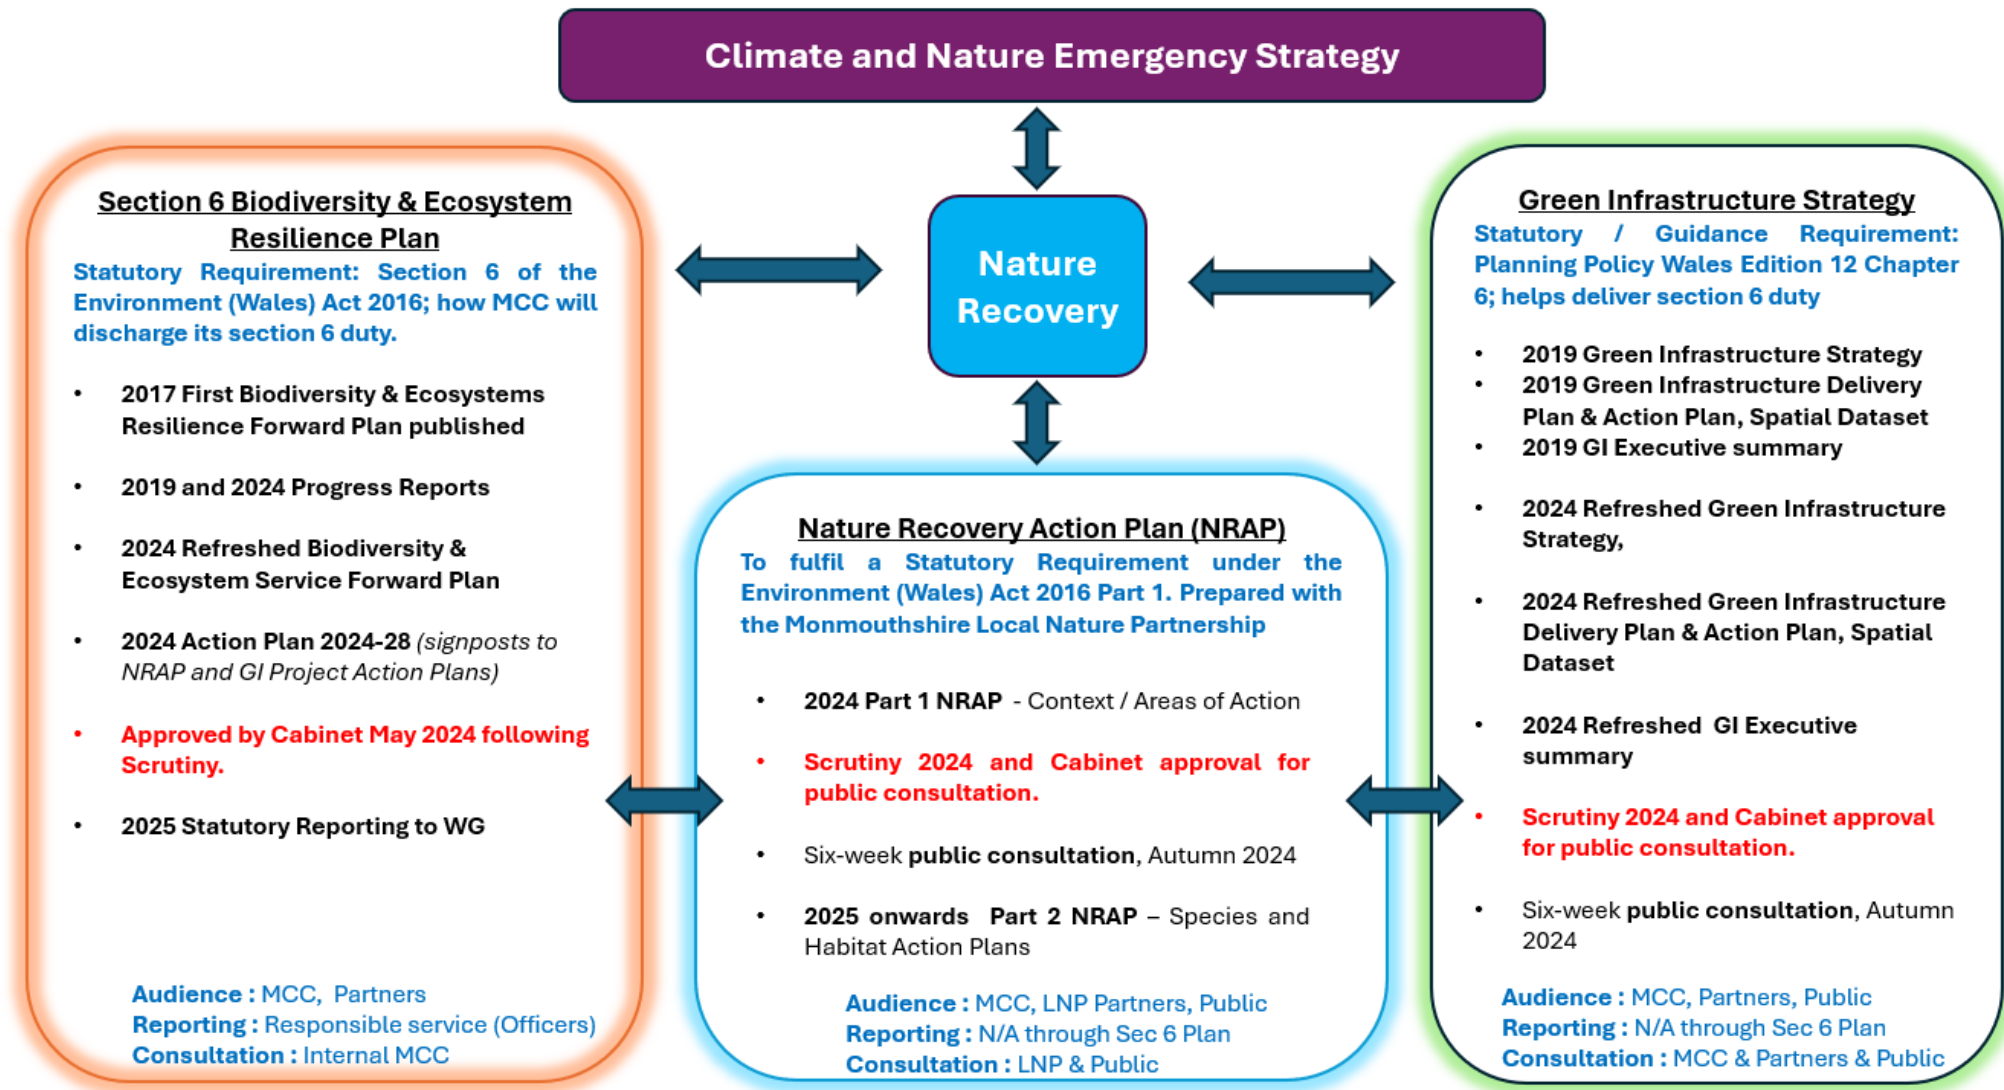 Climate and Nature Emergency Strategy
Section 6 Biodiversity & Ecosystem
Resilience Plan
Statutory Requirement: Section 6 of the
Environment (Wales) Act 2016; how MCC will
discharge its section 6 duty.
• 2017 First Biodiversity & Ecosystems
Resilience Forward Plan published
• 2019 and 2024 Progress Reports
• 2024 Refreshed Biodiversity &
Ecosystem Service Forward Plan
• 2024 Action Plan 2024-28 (signposts to
NRAP and GI Project Action Plans)
• Approved by Cabinet May 2024 following
Scrutiny.
• 2025 Statutory Reporting to WG
Audience : MCC, Partners
Reporting : Responsible service (Officers)
Consultation : Internal MCC
Nature
Recovery
Nature Recovery Action Plan (NRAP)
To fulfil a Statutory Requirement under the
Environment (Wales) Act 2016 Part 1. Prepared with
the Monmouthshire Local Nature Partnership
• 2024 Part 1 NRAP - Context / Areas of Action
• Scrutiny 2024 and Cabinet approval for
public consultation.
• Six-week public consultation, Autumn 2024
• 2025 onwards Part 2 NRAP – Species and
Habitat Action Plans
Audience : MCC, LNP Partners, Public
Reporting : N/A through Sec 6 Plan
Consultation : LNP & Public
Green Infrastructure Strategy
Statutory / Guidance Requirement:
Planning Policy Wales Edition 12 Chapter
6; helps deliver section 6 duty
• 2019 Green Infrastructure Strategy
• 2019 Green Infrastructure Delivery
Plan & Action Plan, Spatial Dataset
• 2019 GI Executive summary
• 2024 Refreshed Green Infrastructure
Strategy,
• 2024 Refreshed Green Infrastructure
Delivery Plan & Action Plan, Spatial
Dataset
• 2024 Refreshed GI Executive
summary
• Scrutiny 2024 and Cabinet approval
for public consultation.
• Six-week public consultation, Autumn
2024
Audience : MCC, Partners, Public
Reporting : N/A through Sec 6 Plan
Consultation : MCC & Partners & Public